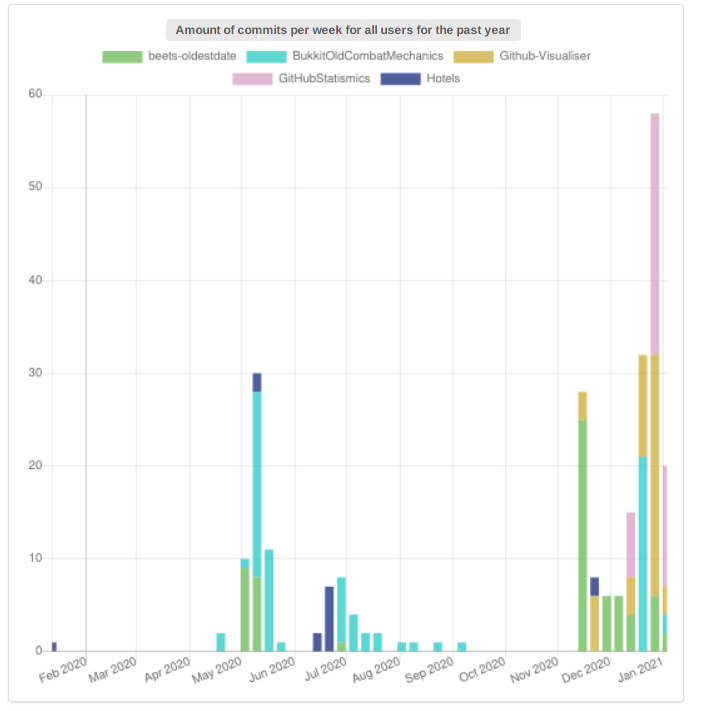 Amount of commits per week for all users for the past year
beets-oldestdate BukkitOldCombatMechanics Github-Visualiser
GitHubStatismics Hotels
60
50
40
30
20
10
0
Feb 2020 Mar 2020 Apr 2020 May 2020 Jun 2020 Jul 2020 Aug 2020 Sep 2020 Oct 2020 Nov 2020 Dec 2020 Jan 2021